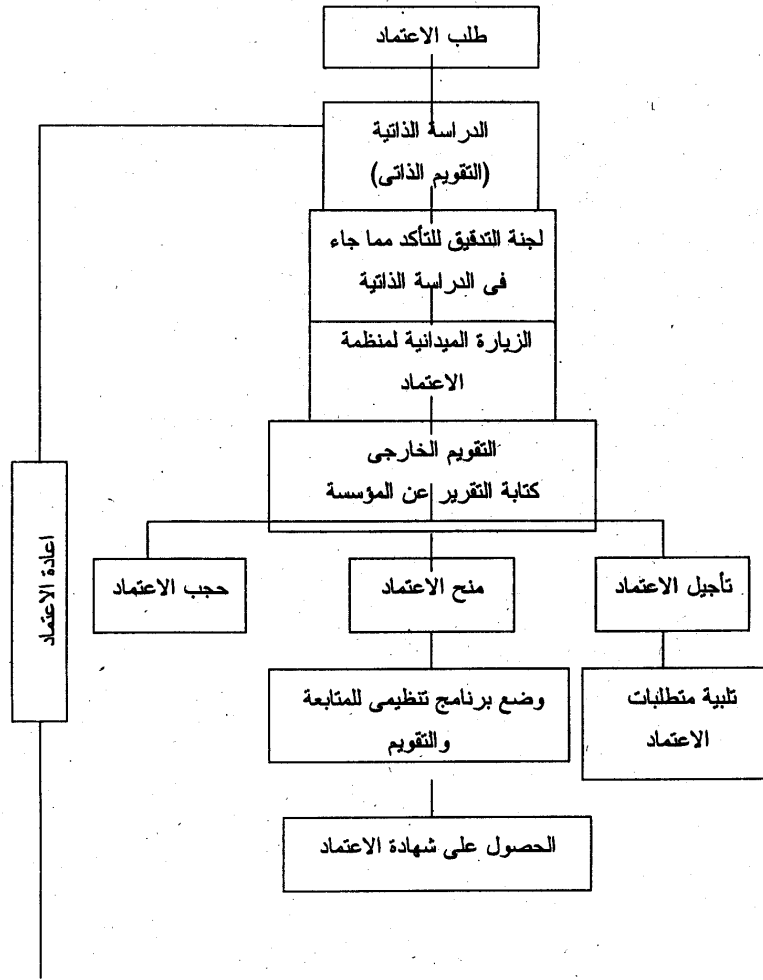 طلب الاعتماد
الدراسة الذاتية
(التقويم الذاتى)
لجنة التدقيق للتأكد مما جاء
فى الدراسة الذاتية
الزيارة الميدانية لمنظمة
الاعتماد
التقويم الخارجى
كتابة التقرير عن المؤسسة
تأجيل الاعتماد
منح الاعتماد
حجب الاعتماد
اعادة الاعتماد
تلبية متطلبات
الاعتماد
وضع برنامج تنظيمى للمتابعة
والتقويم
الحصول على شهادة الاعتماد